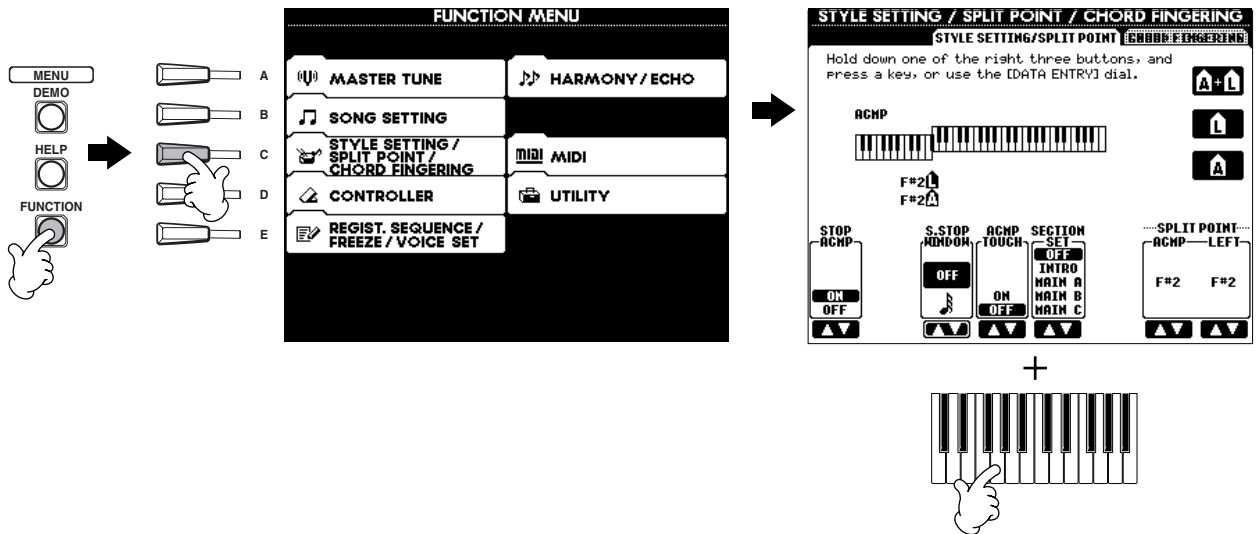 MENU
DEMO
HELP
FUNCTION
A
B
C
D
E
FUNCTION MENU
MASTER TUNE
HARMONY / ECHO
SONG SETTING
STYLE SETTING /
SPLIT POINT /
CHORD FINGERING
MIDI
MIDI
CONTROLLER
UTILITY
REGIST. SEQUENCE /
FREEZE / VOICE SET
STYLE SETTING / SPLIT POINT / CHORD FINGERING
STYLE SETTING/SPLIT POINT
CHORD FINGERING
Hold down one of the right three buttons, and
press a key, or use the [DATA ENTRY] dial.
A+L
L
A
ACMP
F#2 L
F#2 A
STOP
ACMP
ON
OFF
S.STOP
WINDOW
OFF
ACMP
TOUCH
ON
OFF
SECTION
SET
OFF
INTRO
MAIN A
MAIN B
MAIN C
SPLIT POINT
ACMP LEFT
F#2 F#2
+